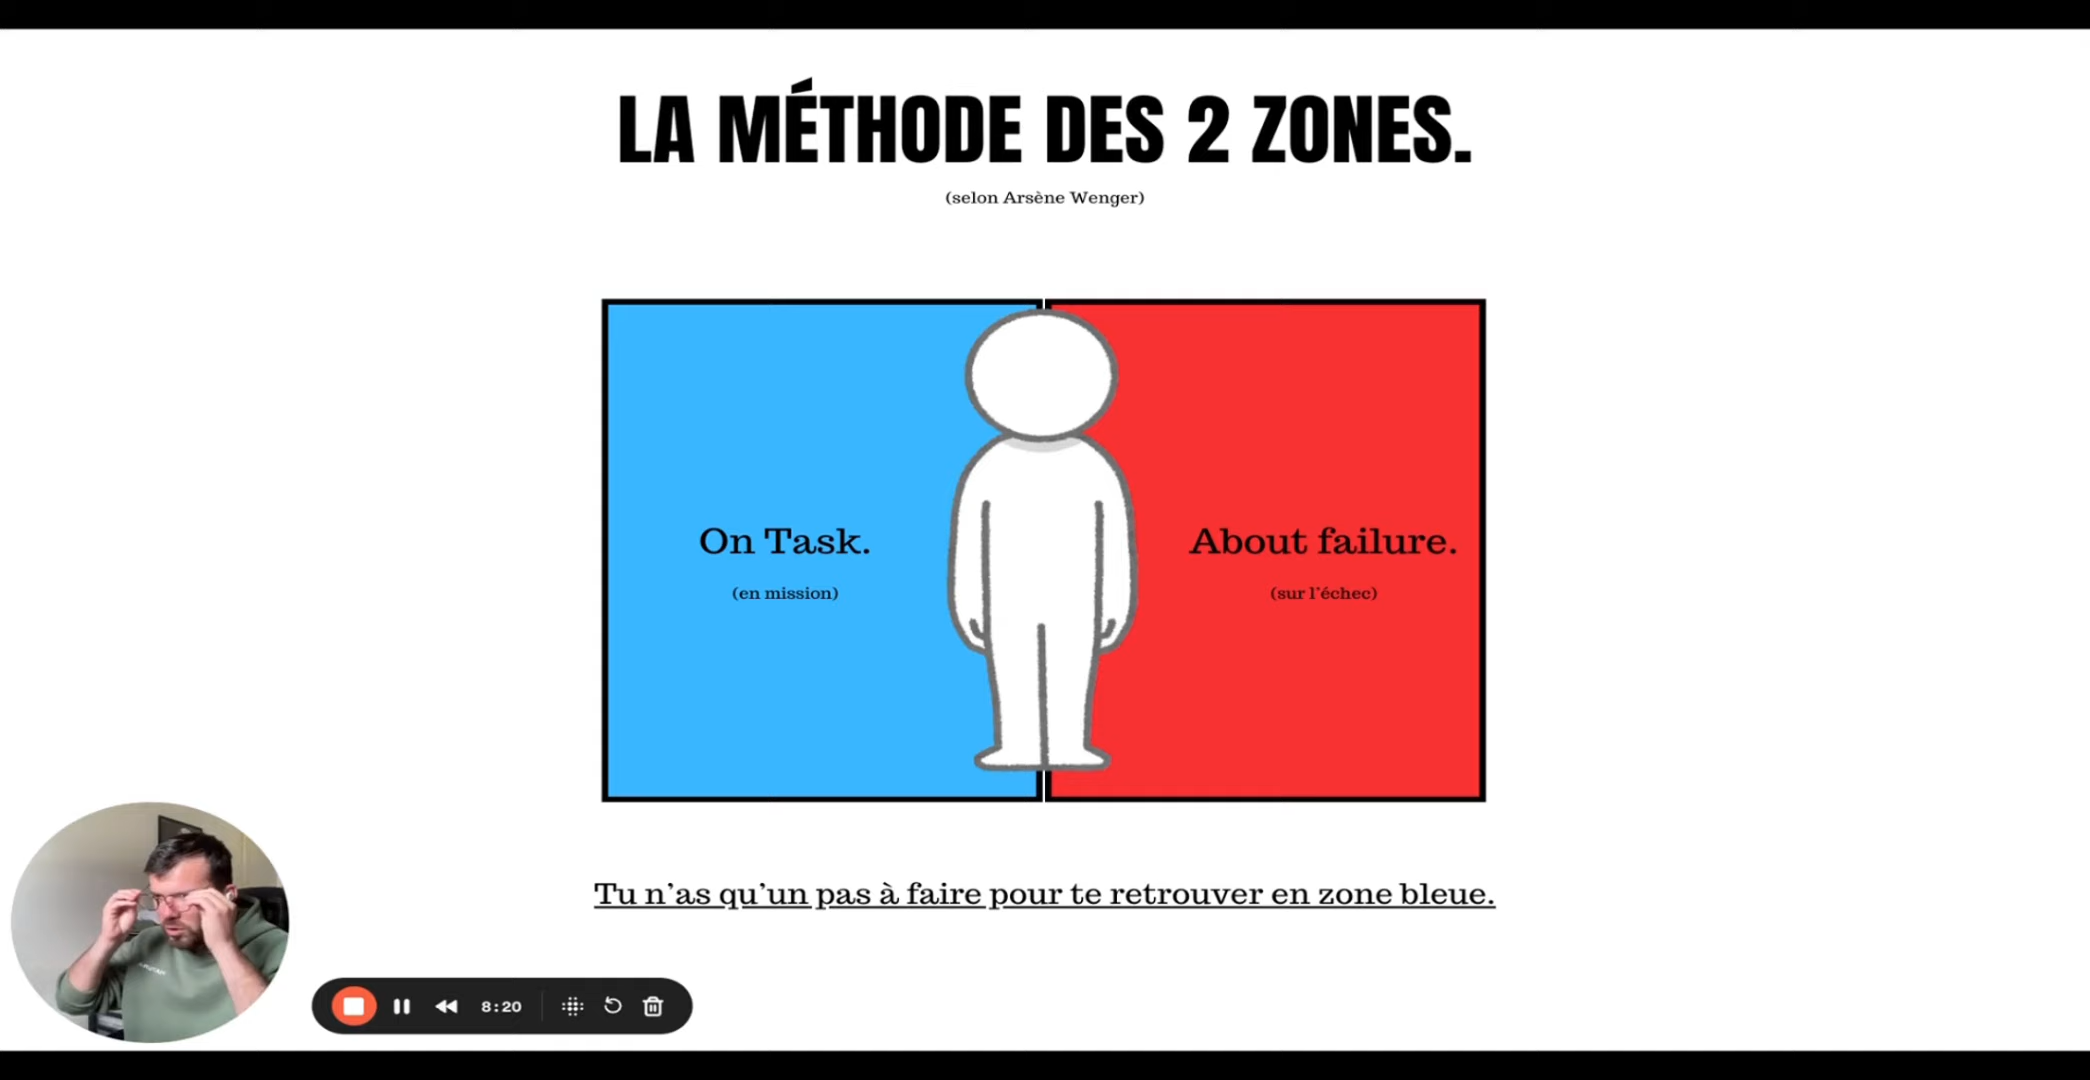 LA MÉTHODE DES 2 ZONES.
(selon Arsène Wenger)
On Task.
(en mission)
About failure.
(sur l'échec)
Tu n'as qu'un pas à faire pour te retrouver en zone bleue.
8:20